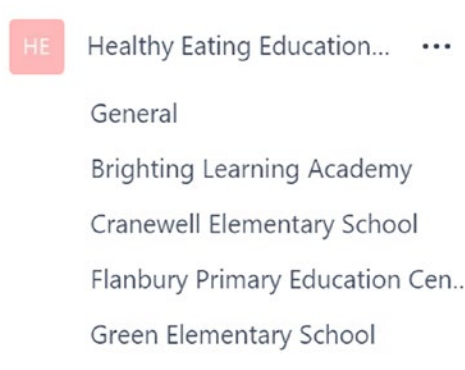 HE Healthy Eating Education... ...
General
Brighting Learning Academy
Cranewell Elementary School
Flanbury Primary Education Cen..
Green Elementary School